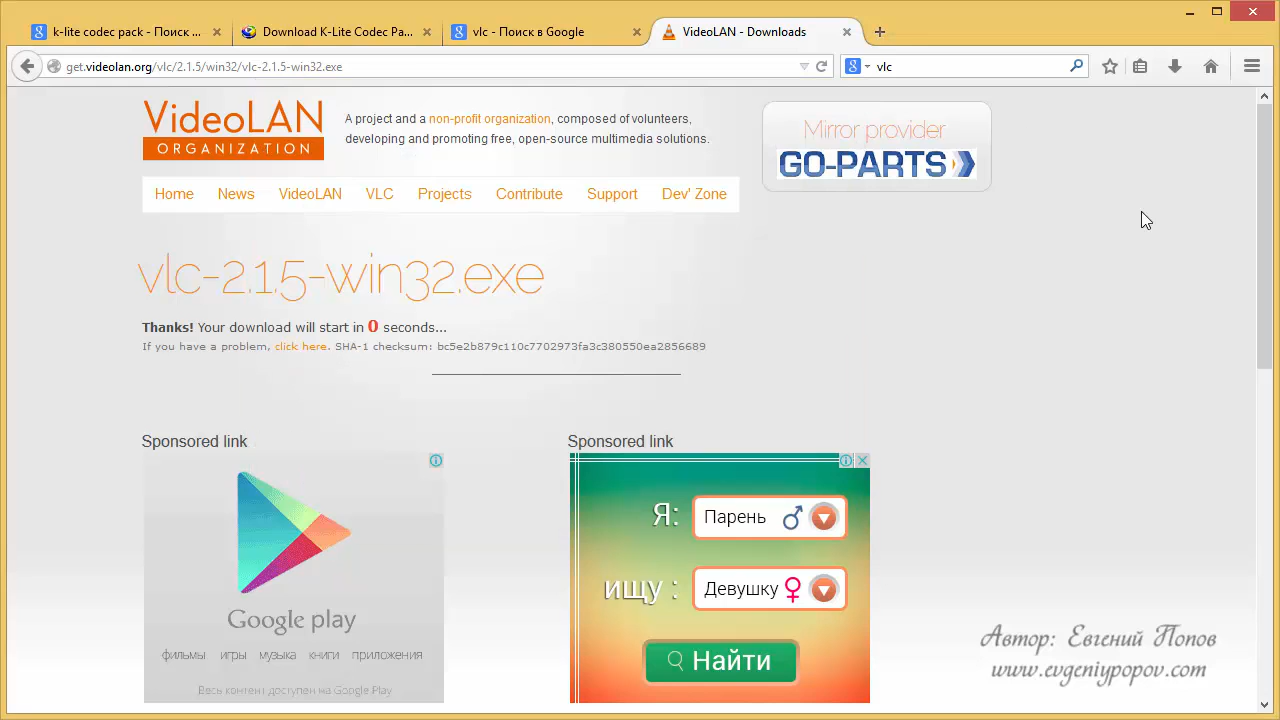 k-lite codec pack - Поиск ...
Download K-Lite Codec Pa...
vlc - Поиск в Google
VideoLAN - Downloads
get.videolan.org/vlc/2.1.5/win32/vlc-2.1.5-win32.exe
vlc
VideoLAN
ORGANIZATION
A project and a non-profit organization, composed of volunteers,
developing and promoting free, open-source multimedia solutions.
Mirror provider
GO-PARTS
Home News VideoLAN VLC Projects Contribute Support Dev' Zone
vlc-2.1.5-win32.exe
Thanks! Your download will start in 0 seconds...
If you have a problem, click here. SHA-1 checksum: bc5e2b879c110c7702973fa3c380550ea2856689
Sponsored link
Google play
фильмы игры музыка книги приложения
Весь контент доступен на Google Play
Sponsored link
Я: Парень
ищу : Девушку
Найти
Автор: Евгений Попов
www.evgeniypopov.com